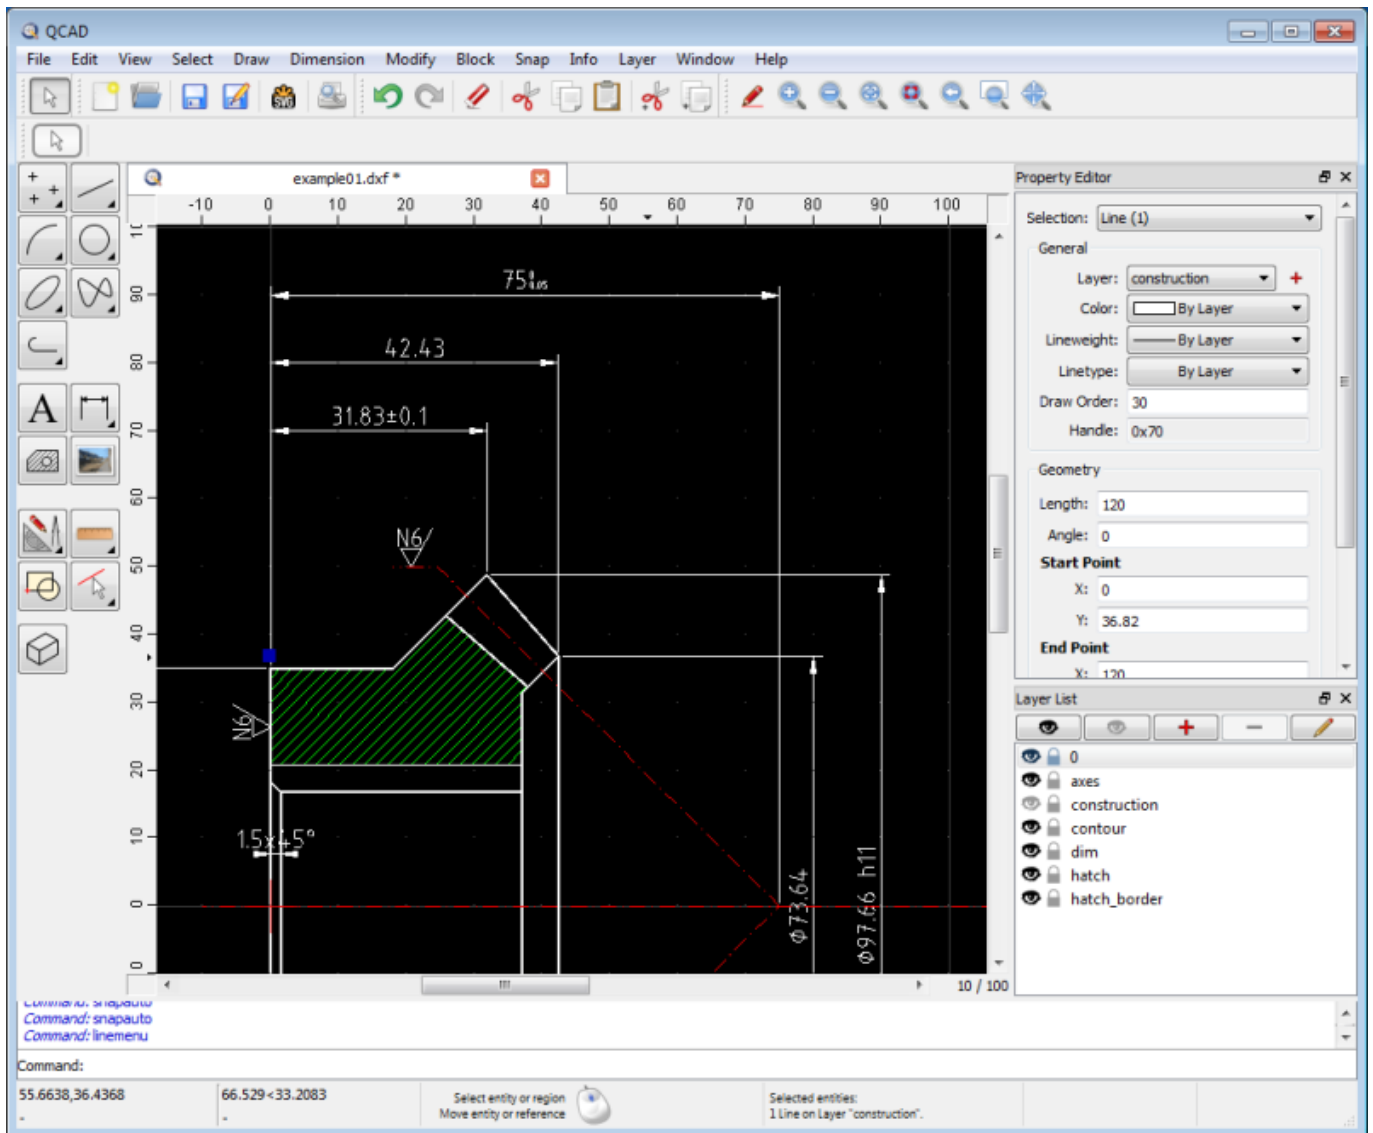 QCAD
File Edit View Select Draw Dimension Modify Block Snap Info Layer Window Help
SVG
example01.dxf *
Property Editor
-10 0 10 20 30 40 50 60 70 80 90 100
Selection: Line (1)
General
Layer: construction
Color: By Layer
Lineweight: By Layer
Linetype: By Layer
Draw Order: 30
Handle: 0x70
Geometry
Length: 120
Angle: 0
Start Point
X: 0
Y: 36.82
End Point
X: 120
90
80
70
60
50
40
30
20
10
0
75
42.43
31.83±0.1
N6
N6
1.5x45°
Φ73.64
Φ97.66 h11
10 / 100
Layer List
0
axes
construction
contour
dim
hatch
hatch_border
Command: snapauto
Command: snapauto
Command: linemenu
Command:
55.6638,36.4368
66.529<33.2083
Select entity or region
Move entity or reference
Selected entities:
1 Line on Layer "construction".